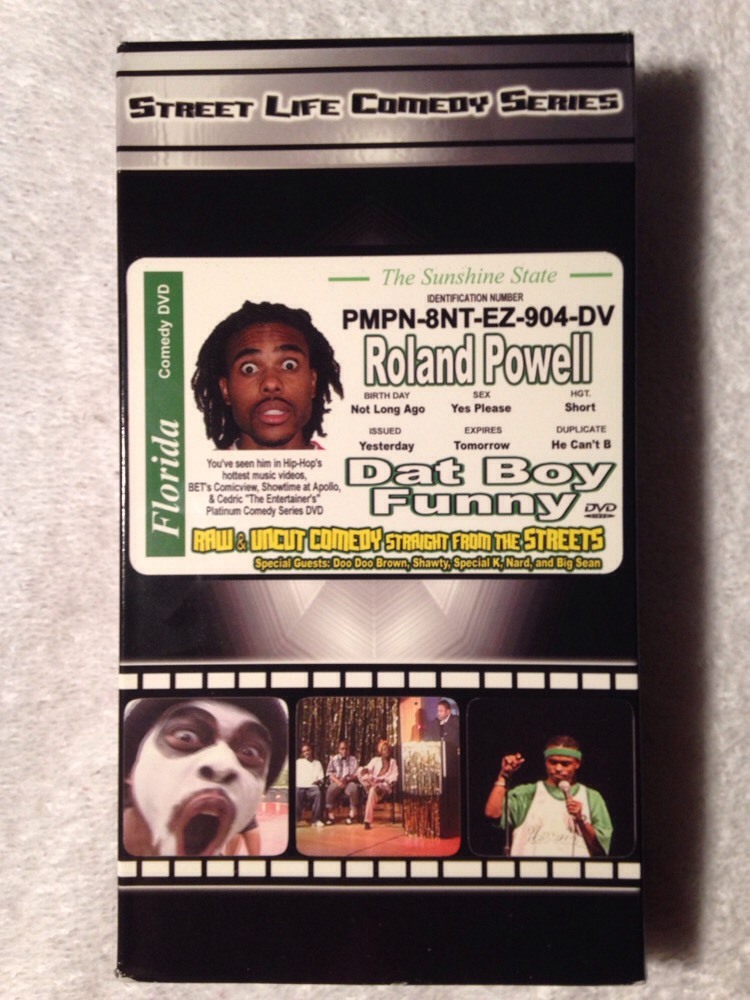 STREET LIFE COMEDY SERIES
Florida
Comedy DVD
The Sunshine State
IDENTIFICATION NUMBER
PMPN-8NT-EZ-904-DV
Roland Powell
BIRTH DAY SEX HGT.
Not Long Ago Yes Please Short
ISSUED EXPIRES DUPLICATE
Yesterday Tomorrow He Can't B
You've seen him in Hip-Hop's
hottest music videos,
BET's Comicview, Showtime at Apollo,
& Cedric "The Entertainer's"
Platinum Comedy Series DVD
Dat Boy
Funny
DVD
VIDEO
RAW & UNCUT COMEDY STRAIGHT FROM THE STREETS
Special Guests: Doo Doo Brown, Shawty, Special K, Nard, and Big Sean